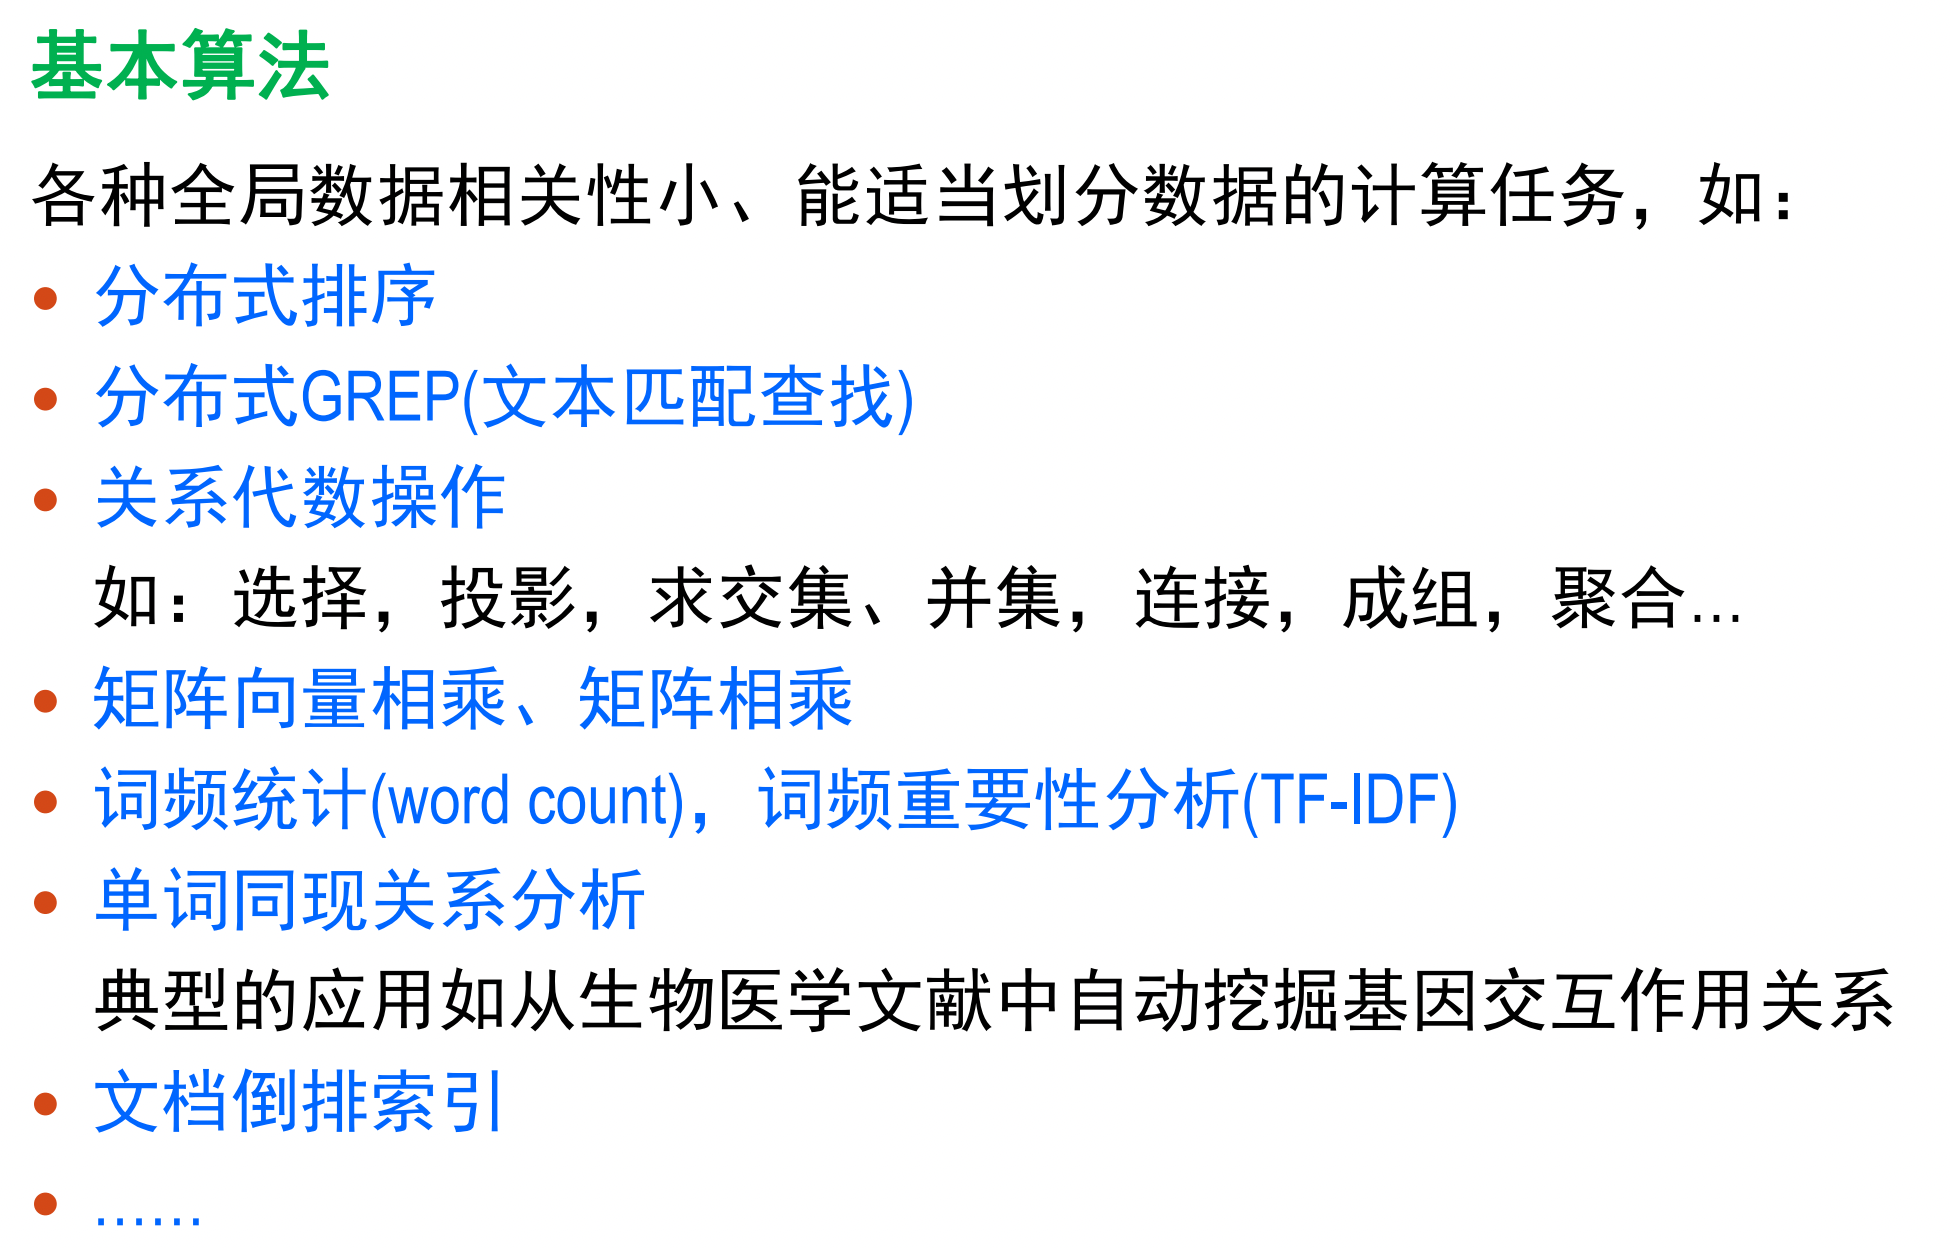 基本算法
各种全局数据相关性小、能适当划分数据的计算任务，如：
• 分布式排序
• 分布式GREP(文本匹配查找)
• 关系代数操作
如：选择，投影，求交集、并集，连接，成组，聚合...
• 矩阵向量相乘、矩阵相乘
• 词频统计(word count)，词频重要性分析(TF-IDF)
• 单词同现关系分析
典型的应用如从生物医学文献中自动挖掘基因交互作用关系
• 文档倒排索引
• ......